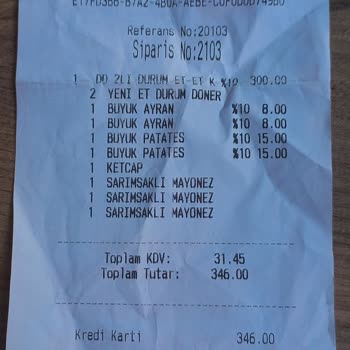 Referans No:20103
Siparis No:2103
1 DO 2Lİ DURUM ET-ET K %10 300.00
2 YENİ ET DURUM DONER
1 BUYUK AYRAN %10 8.00
1 BUYUK AYRAN %10 8.00
1 BUYUK PATATES %10 15.00
1 BUYUK PATATES %10 15.00
1 KETCAP
1 SARIMSAKLI MAYONEZ
1 SARIMSAKLI MAYONEZ
1 SARIMSAKLI MAYONEZ
Toplam KDV: 31.45
Toplam Tutar: 346.00
Kredi Karti 346.00